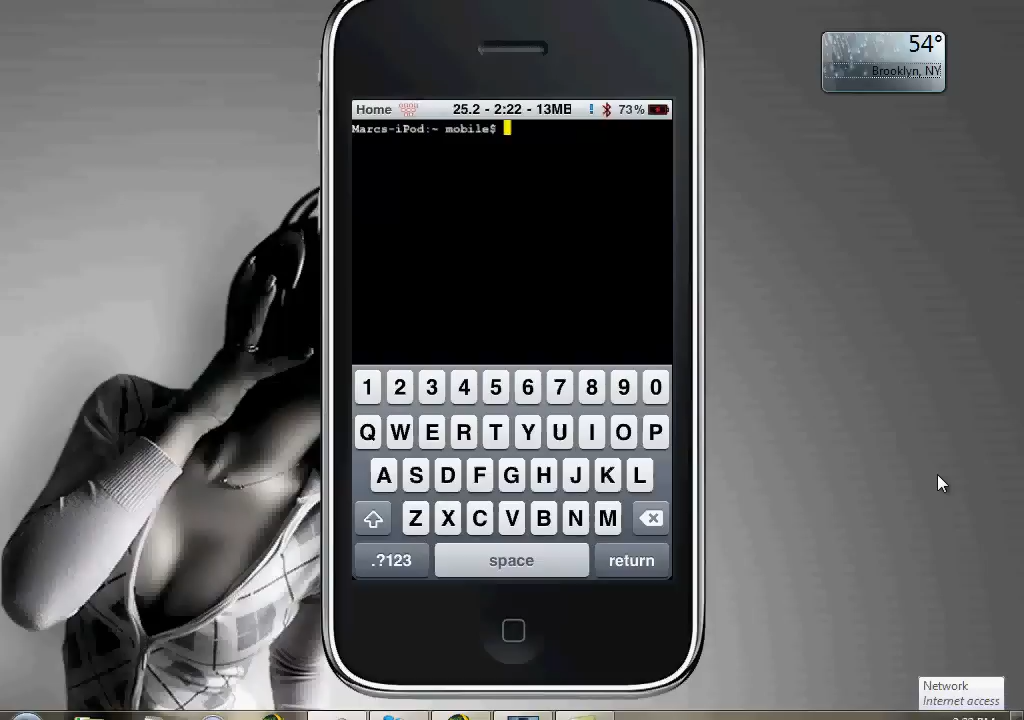 54°
Brooklyn, NY
Home 25.2 - 2:22 - 13MB 73%
Marcs-iPod:~ mobile$
1 2 3 4 5 6 7 8 9 0
Q W E R T Y U I O P
A S D F G H J K L
Z X C V B N M
.?123 space return
Network
Internet access